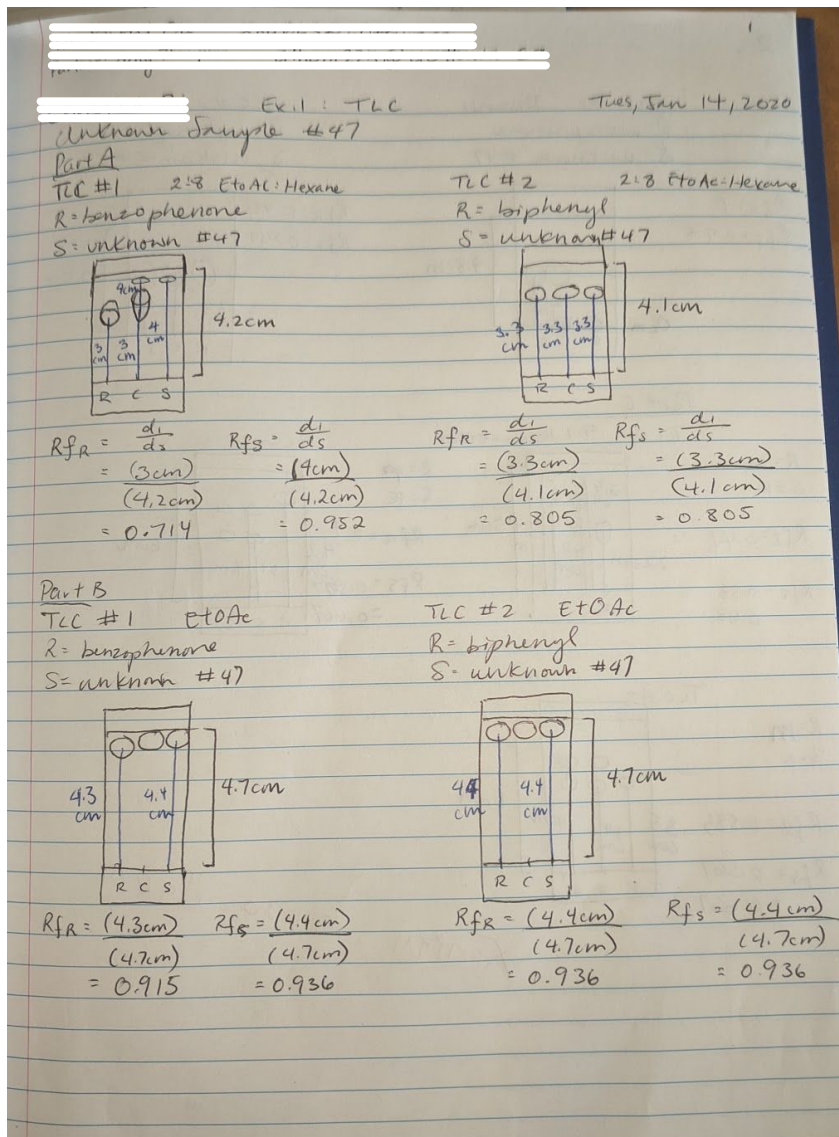 1
Ex.1 : TLC Tues, Jan 14, 2020
Unknown Sample #47
Part A
TLC #1 2:8 EtoAc:Hexane
R=benzophenone
S=unknown #47
TLC #2 2:8 EtoAc:Hexane
R= biphenyl
S= unknown #47
4cm
3 cm
3 cm
4 cm
4.2cm
R C S
3.3 cm
3.3 cm
3.3 cm
4.1cm
R C S
RfR = d1/ds
= (3cm)/(4.2cm)
= 0.714
Rfs = d1/ds
= (4cm)/(4.2cm)
= 0.952
RfR = d1/ds
= (3.3cm)/(4.1cm)
= 0.805
Rfs = d1/ds
= (3.3cm)/(4.1cm)
= 0.805
Part B
TLC #1 EtOAc
R= benzophenone
S= unknown #47
TLC #2 EtOAc
R= biphenyl
S= unknown #47
4.3 cm
4.4 cm
4.7cm
R C S
4.4 cm
4.4 cm
4.7cm
R C S
RfR = (4.3cm)/(4.7cm)
= 0.915
Rfs = (4.4cm)/(4.7cm)
= 0.936
RfR = (4.4cm)/(4.7cm)
= 0.936
Rfs = (4.4cm)/(4.7cm)
= 0.936